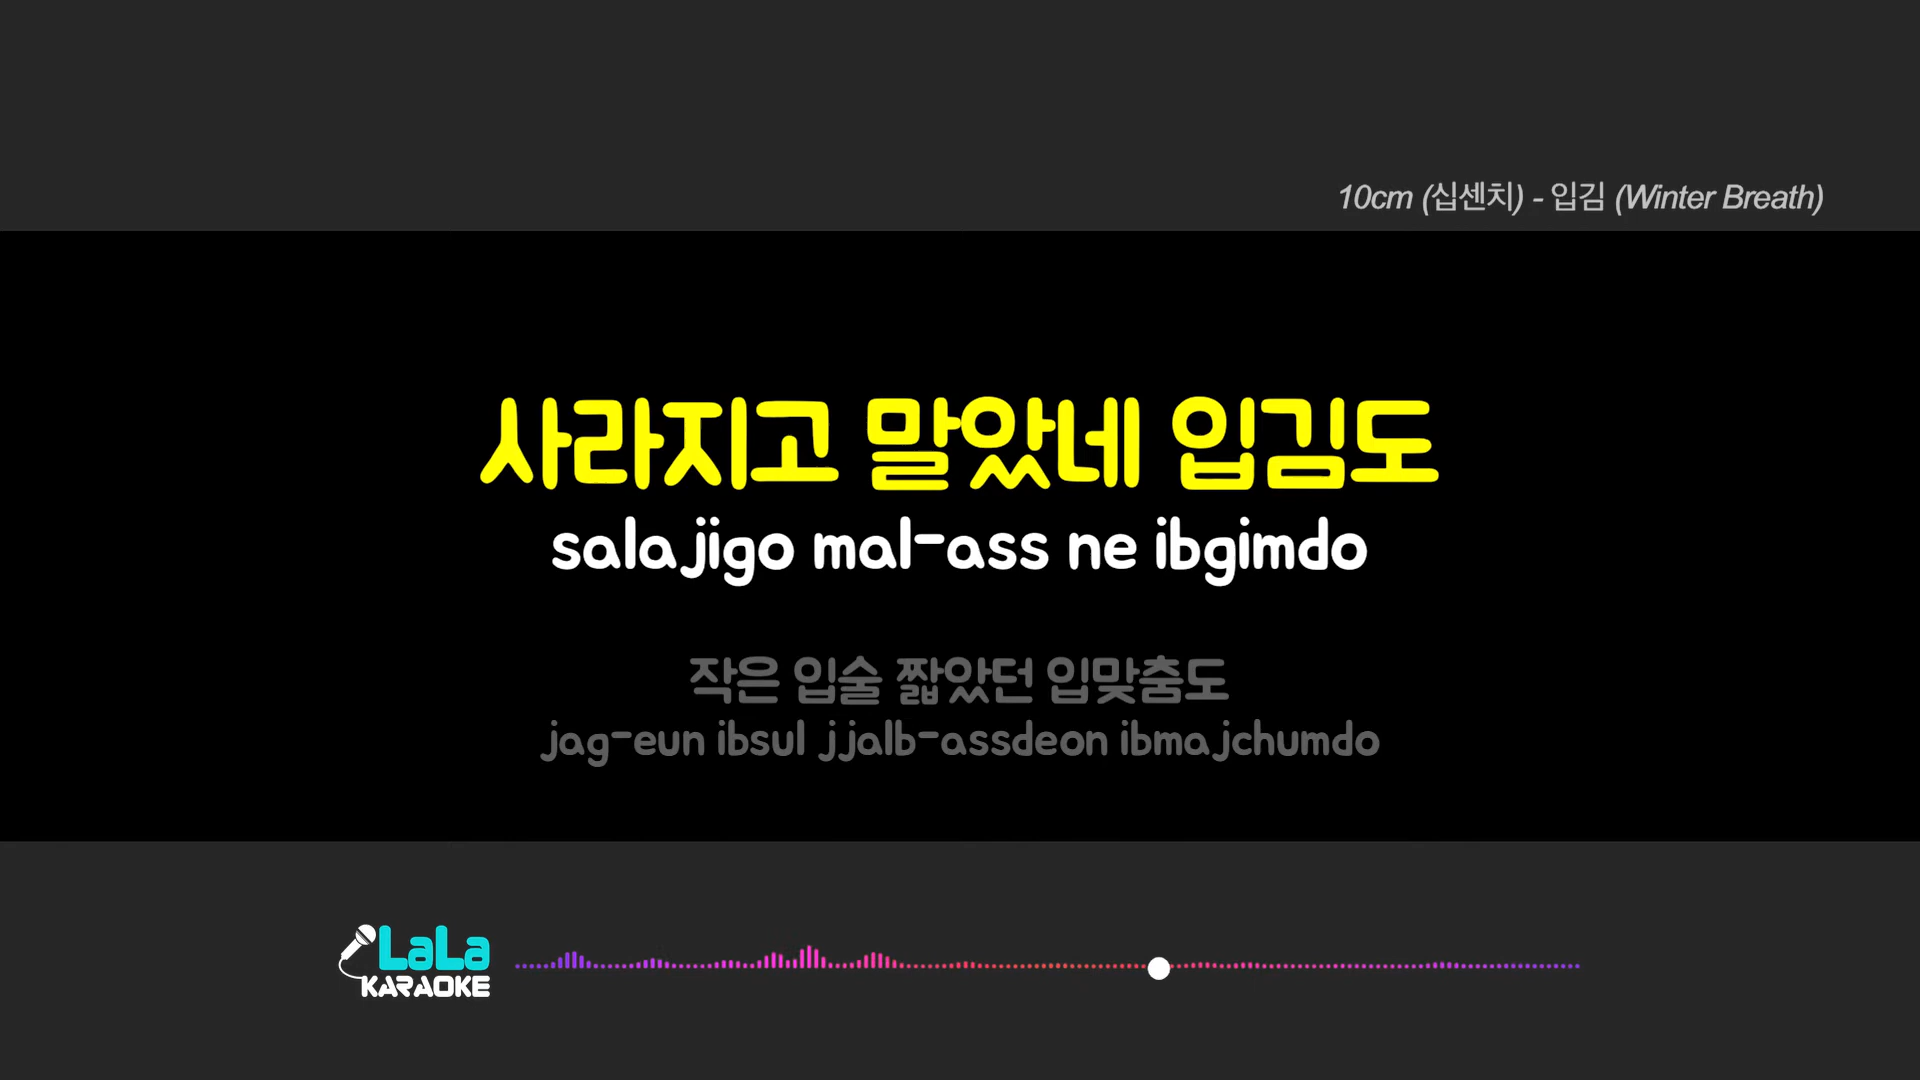 10cm (십센치) - 입김 (Winter Breath)
사라지고 말았네 입김도
salajigo mal-ass ne ibgimdo
작은 입술 짧았던 입맞춤도
jag-eun ibsul jjalb-assdeon ibmajchumdo
LaLa
KARAOKE